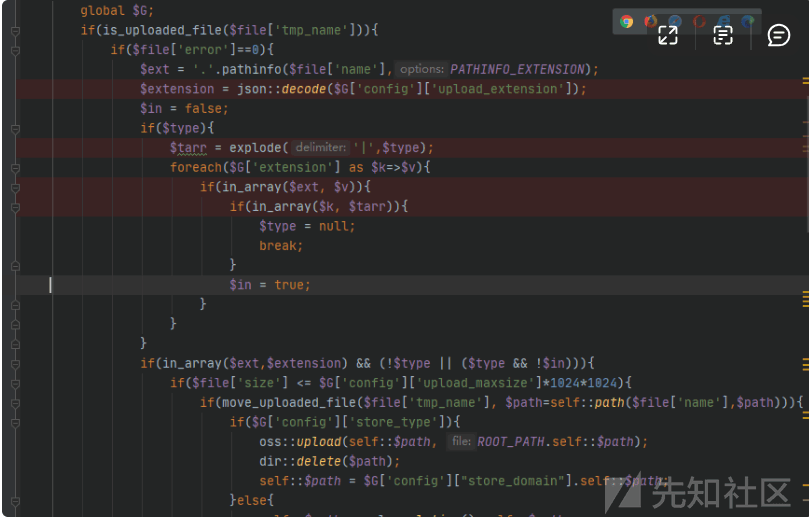 global $G;
if(is_uploaded_file($file['tmp_name'])){
if($file['error']==0){
$ext = '.'.pathinfo($file['name'], options: PATHINFO_EXTENSION);
$extension = json::decode($G['config']['upload_extension']);
$in = false;
if($type){
$tarr = explode( delimiter: '|',$type);
foreach($G['extension'] as $k=>$v){
if(in_array($ext, $v)){
if(in_array($k, $tarr)){
$type = null;
break;
}
$in = true;
}
}
}
if(in_array($ext,$extension) && (!$type || ($type && !$in))){
if($file['size'] <= $G['config']['upload_maxsize']*1024*1024){
if(move_uploaded_file($file['tmp_name'], $path=self::path($file['name'],$path))){
if($G['config']['store_type']){
oss::upload(self::$path, file: ROOT_PATH.self::$path);
dir::delete($path);
self::$path = $G['config']["store_domain"].self::$path;
}else{
先知社区